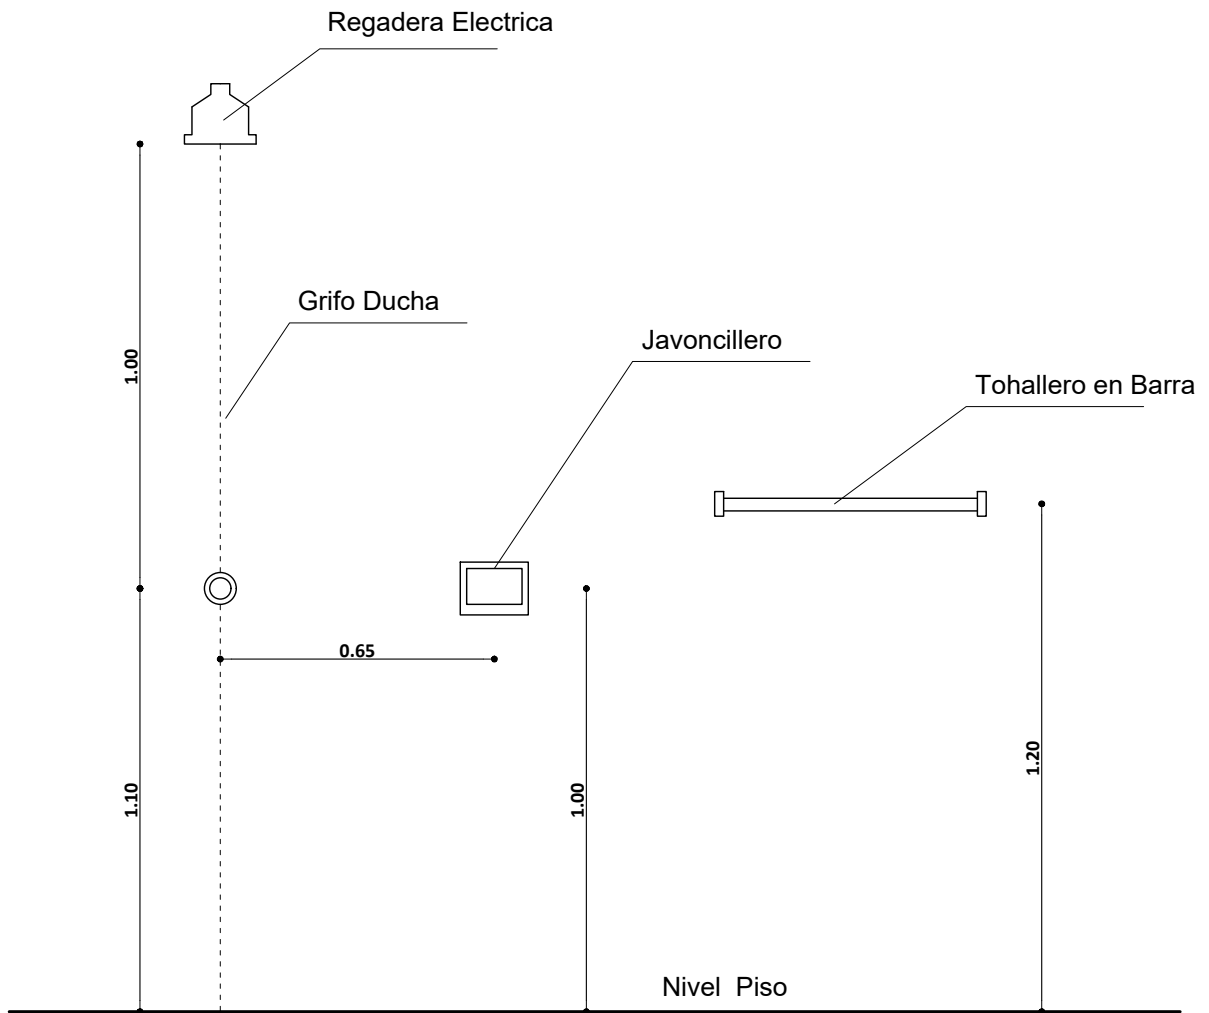 Regadera Electrica
Grifo Ducha
Javoncillero
Tohallero en Barra
1.00
0.65
1.10
1.00
1.20
Nivel Piso